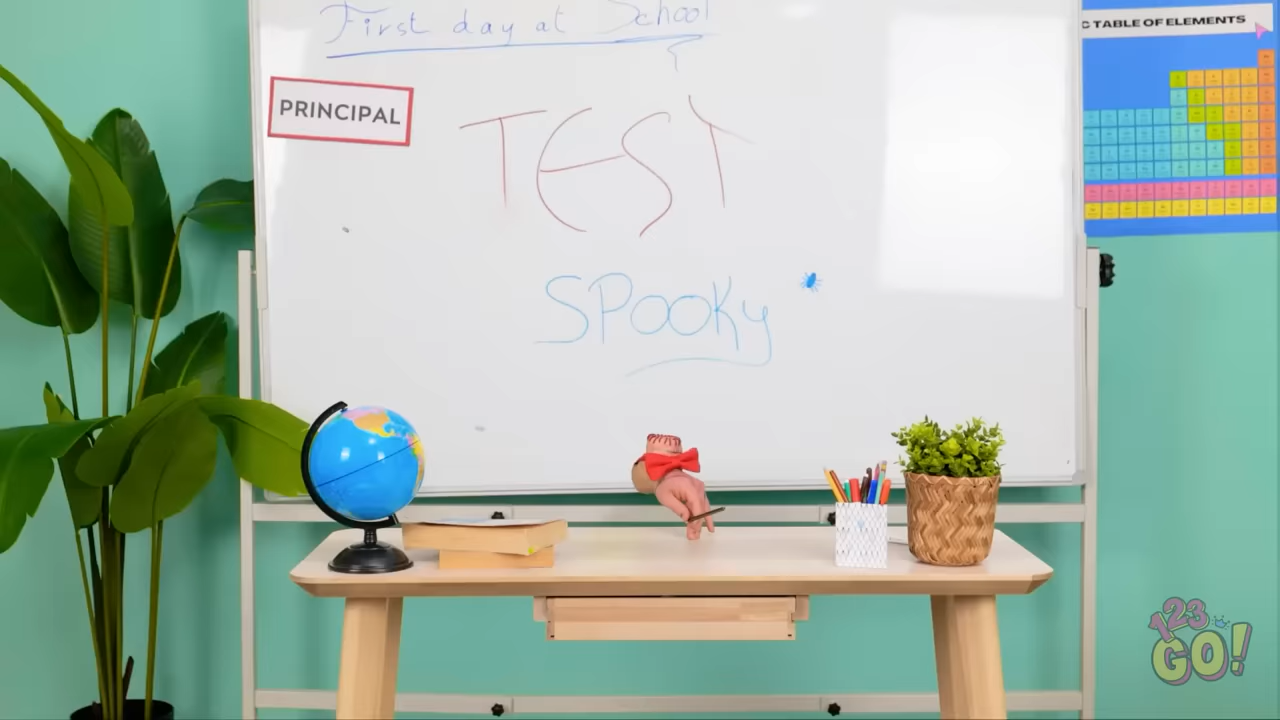 First day at School
C TABLE OF ELEMENTS
PRINCIPAL
TEST
SPOOKY
123
GO!